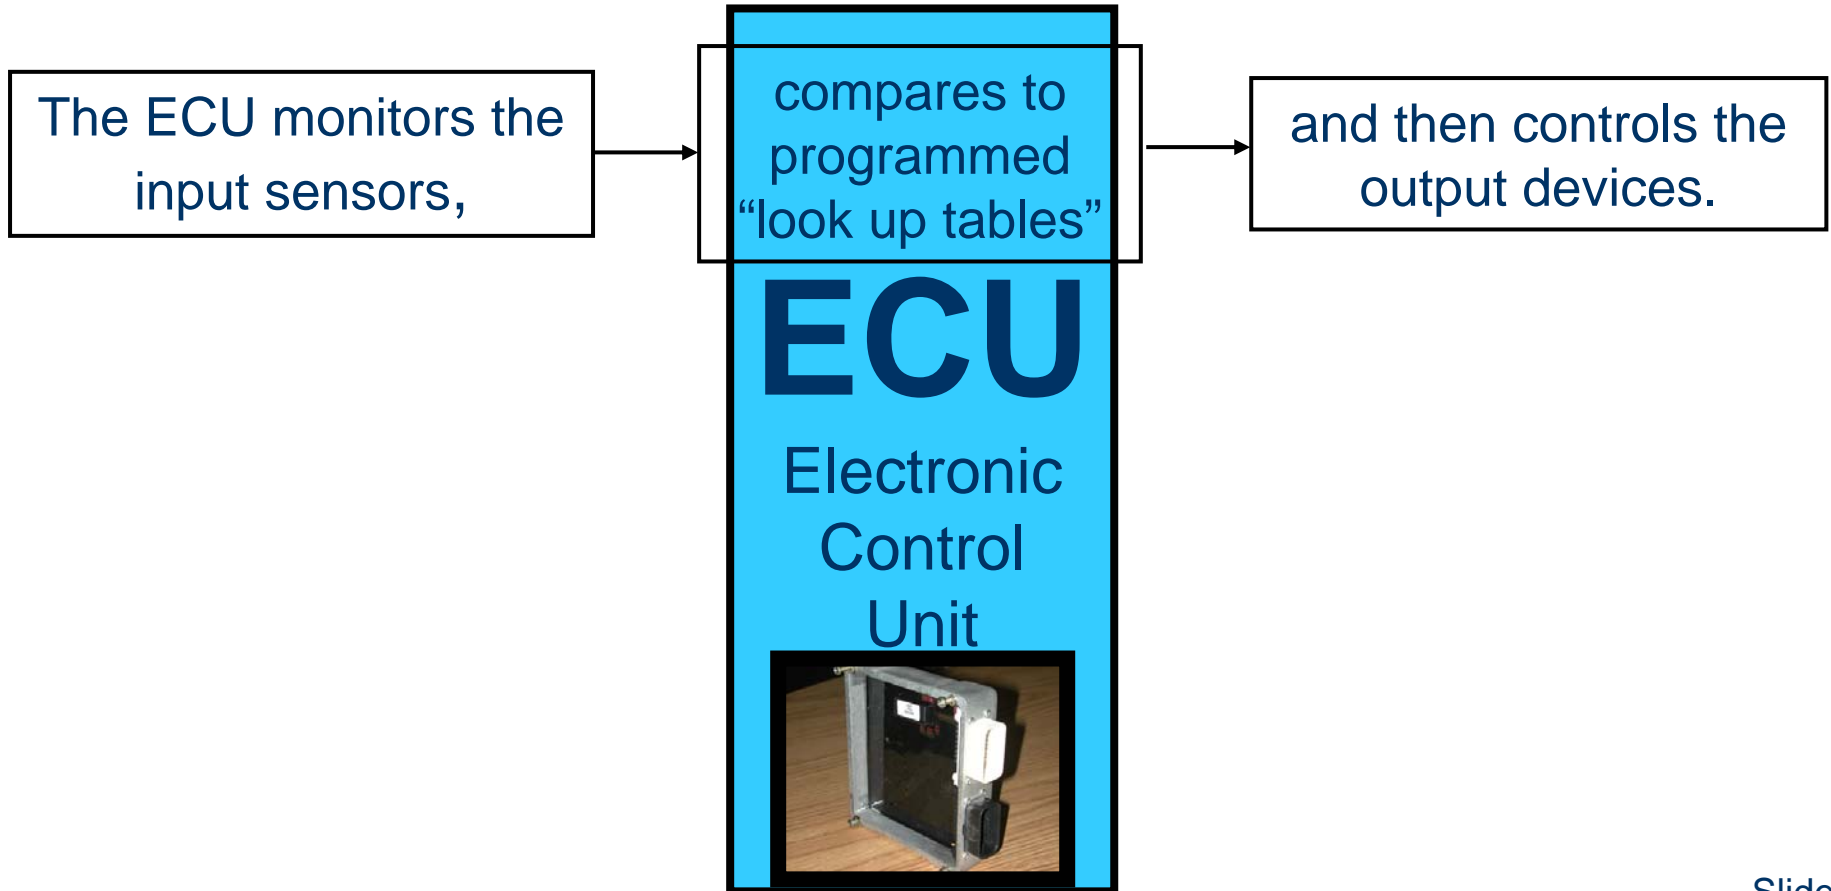 The ECU monitors the
input sensors,
compares to
programmed
“look up tables”
and then controls the
output devices.
ECU
Electronic
Control
Unit
Slide